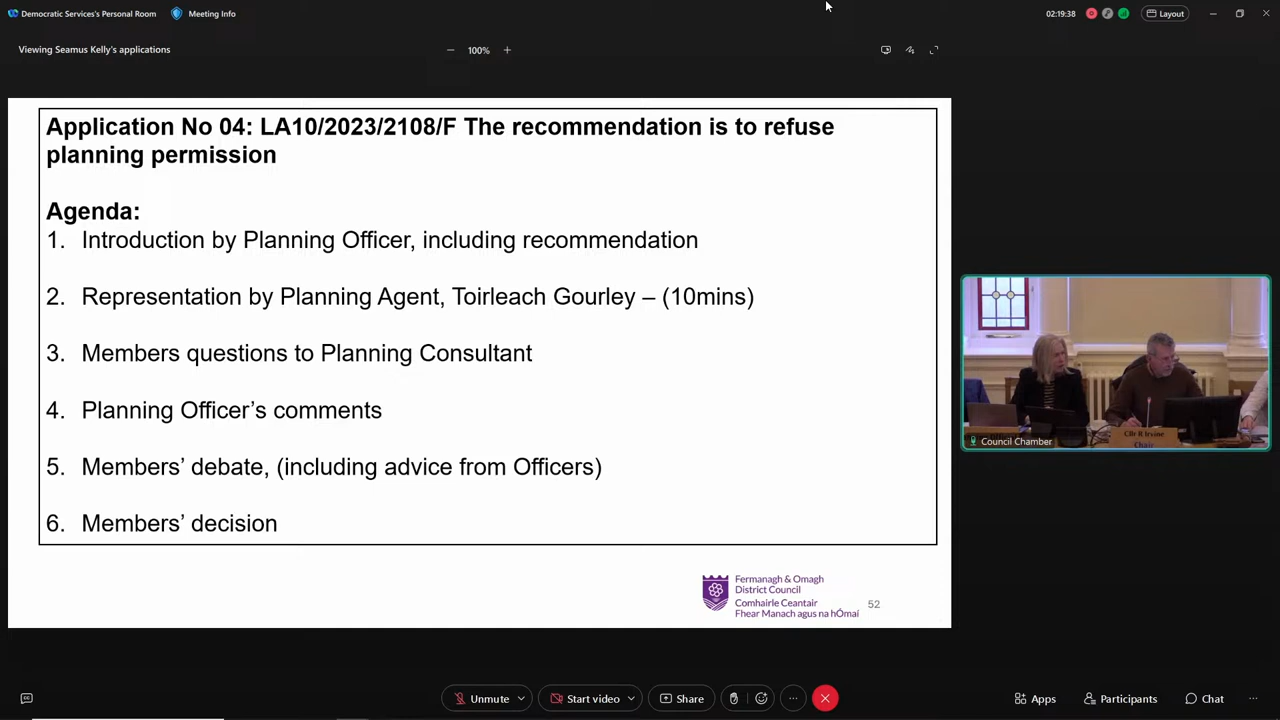 Democratic Services's Personal Room
Meeting Info
02:19:38
Layout
Viewing Seamus Kelly's applications
100%
Application No 04: LA10/2023/2108/F The recommendation is to refuse
planning permission
Agenda:
1. Introduction by Planning Officer, including recommendation
2. Representation by Planning Agent, Toirleach Gourley – (10mins)
3. Members questions to Planning Consultant
4. Planning Officer’s comments
5. Members’ debate, (including advice from Officers)
6. Members’ decision
Fermanagh & Omagh
District Council
Comhairle Ceantair
Fhear Manach agus na hÓmaí
52
Cllr R Irvine
Chair
Council Chamber
Unmute
Start video
Share
Apps
Participants
Chat